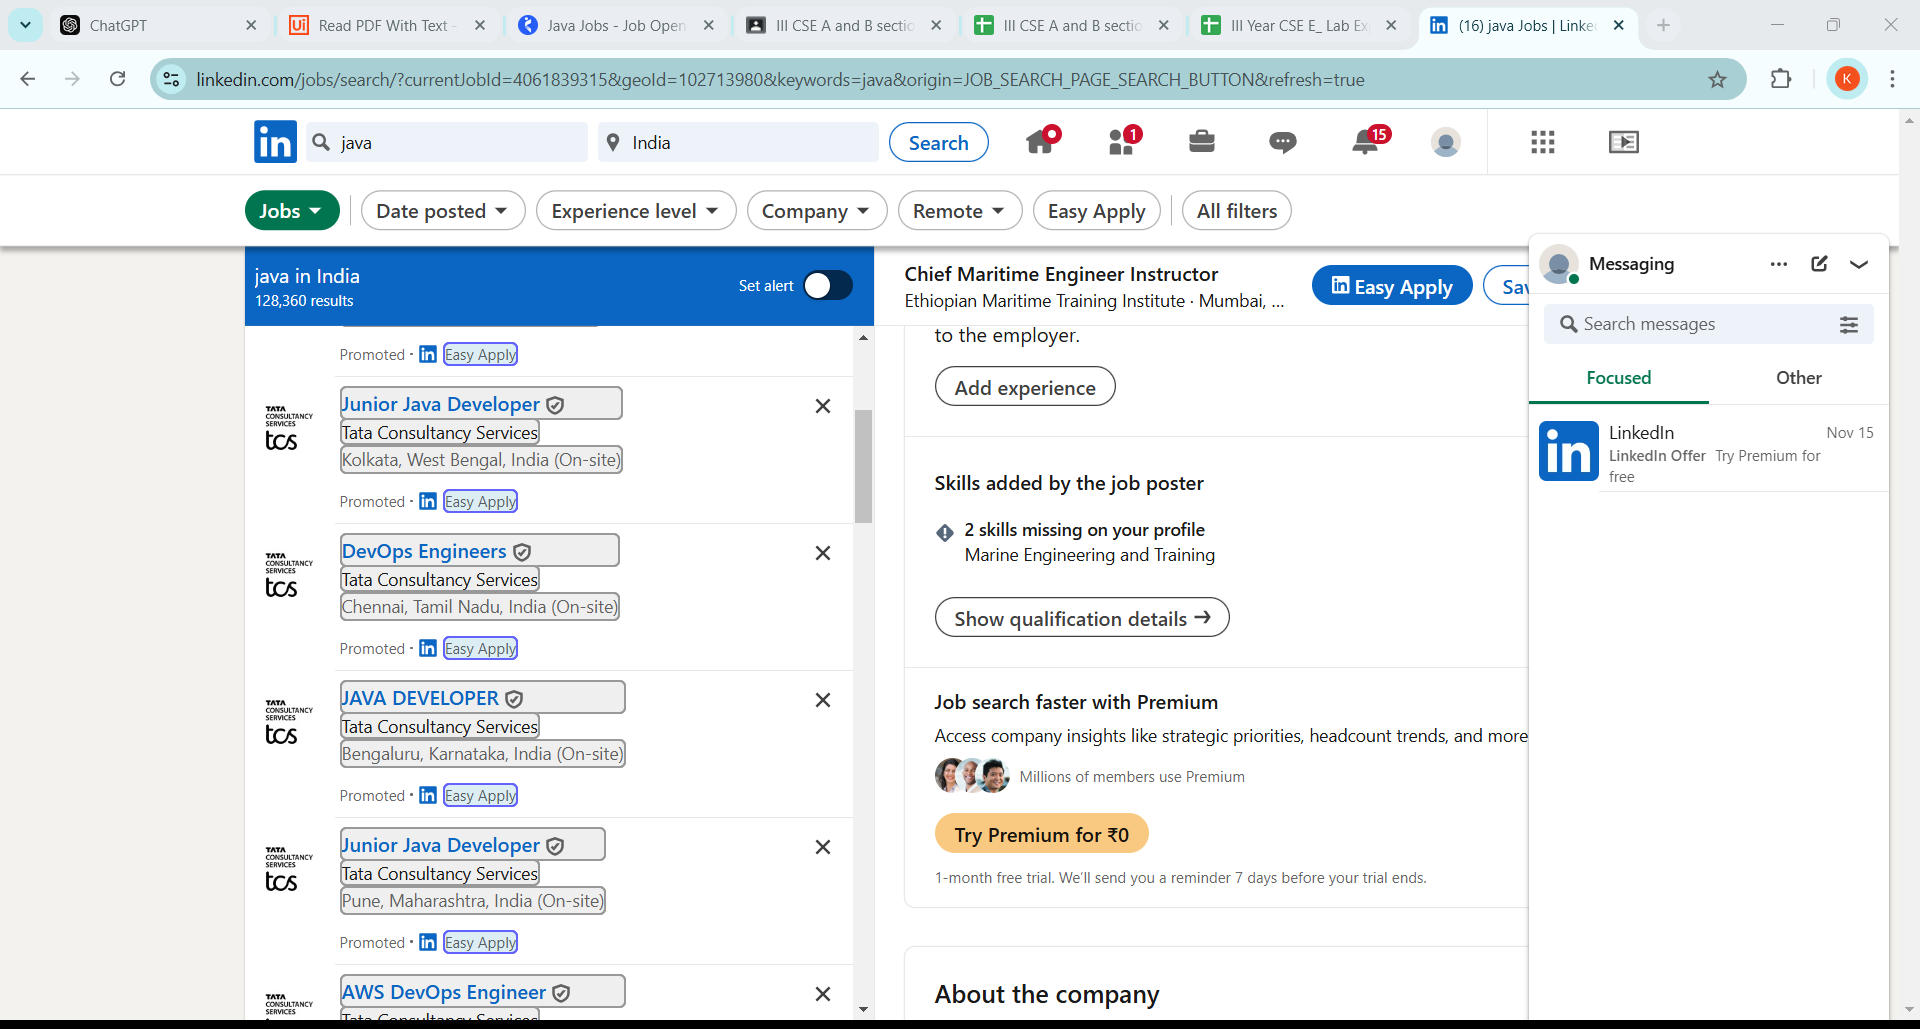 ChatGPT
Read PDF With Text -
Java Jobs - Job Open
III CSE A and B sectio
III CSE A and B sectio
III Year CSE E_ Lab Ex
(16) java Jobs | Linke
linkedin.com/jobs/search/?currentJobId=4061839315&geoId=102713980&keywords=java&origin=JOB_SEARCH_PAGE_SEARCH_BUTTON&refresh=true
K
in
java
India
Search
1
15
Jobs
Date posted
Experience level
Company
Remote
Easy Apply
All filters
java in India
128,360 results
Set alert
Promoted · in Easy Apply
TATA
CONSULTANCY
SERVICES
tcs
Junior Java Developer
Tata Consultancy Services
Kolkata, West Bengal, India (On-site)
Promoted · in Easy Apply
TATA
CONSULTANCY
SERVICES
tcs
DevOps Engineers
Tata Consultancy Services
Chennai, Tamil Nadu, India (On-site)
Promoted · in Easy Apply
TATA
CONSULTANCY
SERVICES
tcs
JAVA DEVELOPER
Tata Consultancy Services
Bengaluru, Karnataka, India (On-site)
Promoted · in Easy Apply
TATA
CONSULTANCY
SERVICES
tcs
Junior Java Developer
Tata Consultancy Services
Pune, Maharashtra, India (On-site)
Promoted · in Easy Apply
TATA
CONSULTANCY
SERVICES
AWS DevOps Engineer
Tata Consultancy Services
Chief Maritime Engineer Instructor
Ethiopian Maritime Training Institute · Mumbai, ...
in Easy Apply
Sav
to the employer.
Add experience
Skills added by the job poster
2 skills missing on your profile
Marine Engineering and Training
Show qualification details →
Job search faster with Premium
Access company insights like strategic priorities, headcount trends, and more
Millions of members use Premium
Try Premium for ₹0
1-month free trial. We'll send you a reminder 7 days before your trial ends.
About the company
Messaging
Search messages
Focused
Other
in
LinkedIn
Nov 15
LinkedIn Offer Try Premium for
free